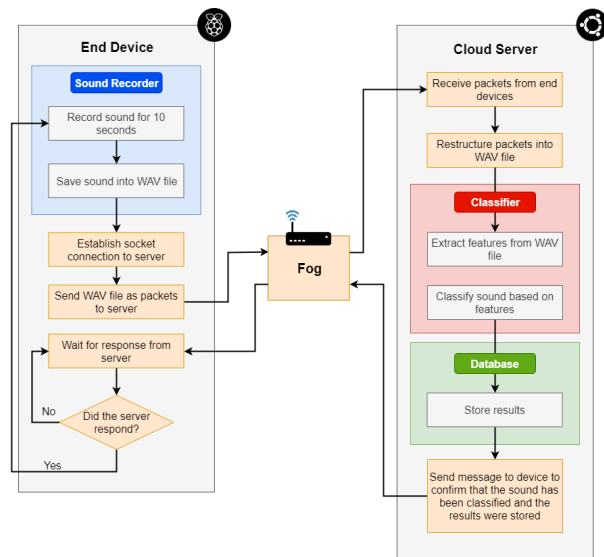 End Device
Sound Recorder
Record sound for 10
seconds
Save sound into WAV file
Establish socket
connection to server
Send WAV file as packets
to server
Wait for response from
server
Did the server
respond?
No
Yes
Fog
Cloud Server
Receive packets from end
devices
Restructure packets into
WAV file
Classifier
Extract features from WAV
file
Classify sound based on
features
Database
Store results
Send message to device to
confirm that the sound has
been classified and the
results were stored